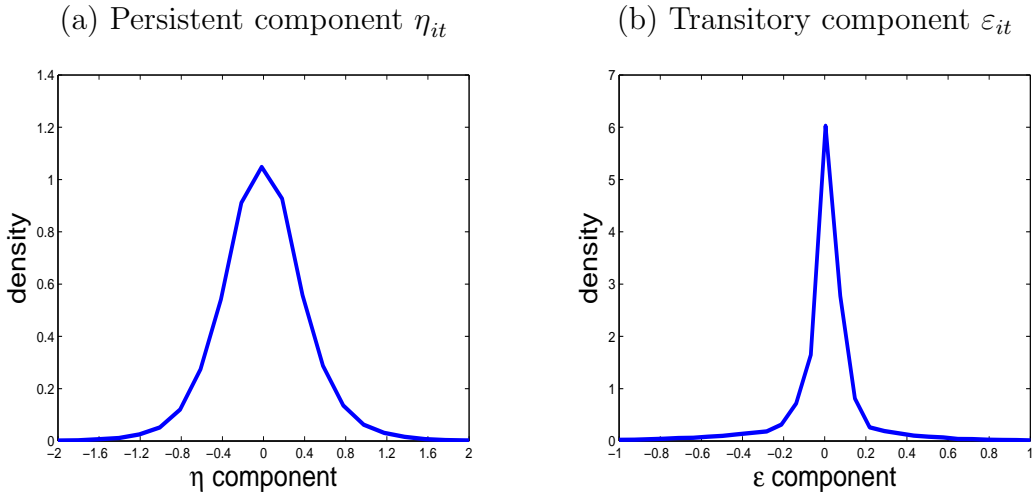 (a) Persistent component η_it
(b) Transitory component ε_it
1.4
1.2
1
0.8
0.6
0.4
0.2
0
density
−2 −1.6 −1.2 −0.8 −0.4 0 0.4 0.8 1.2 1.6 2
η component
7
6
5
4
3
2
1
0
density
−1 −0.8 −0.6 −0.4 −0.2 0 0.2 0.4 0.6 0.8 1
ε component